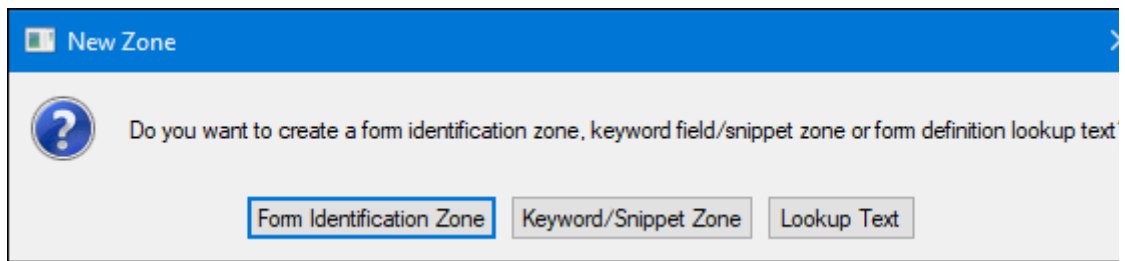 New Zone
Do you want to create a form identification zone, keyword field/snippet zone or form definition lookup text?
Form Identification Zone Keyword/Snippet Zone Lookup Text